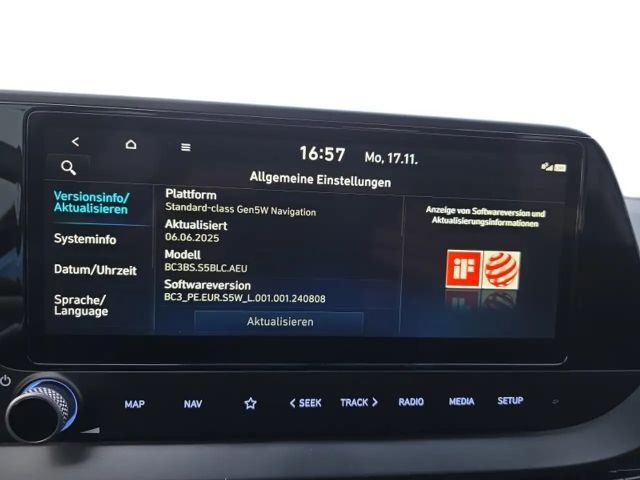 16:57 Mo, 17.11.
Allgemeine Einstellungen
Versionsinfo/
Aktualisieren
Systeminfo
Datum/Uhrzeit
Sprache/
Language
Plattform
Standard-class Gen5W Navigation
Aktualisiert
06.06.2025
Modell
BC3BS.S5BLC.AEU
Softwareversion
BC3_PE.EUR.S5W_L.001.001.240808
Aktualisieren
Anzeige von Softwareversion und
Aktualisierungsinformationen
iF
MAP NAV < SEEK TRACK > RADIO MEDIA SETUP